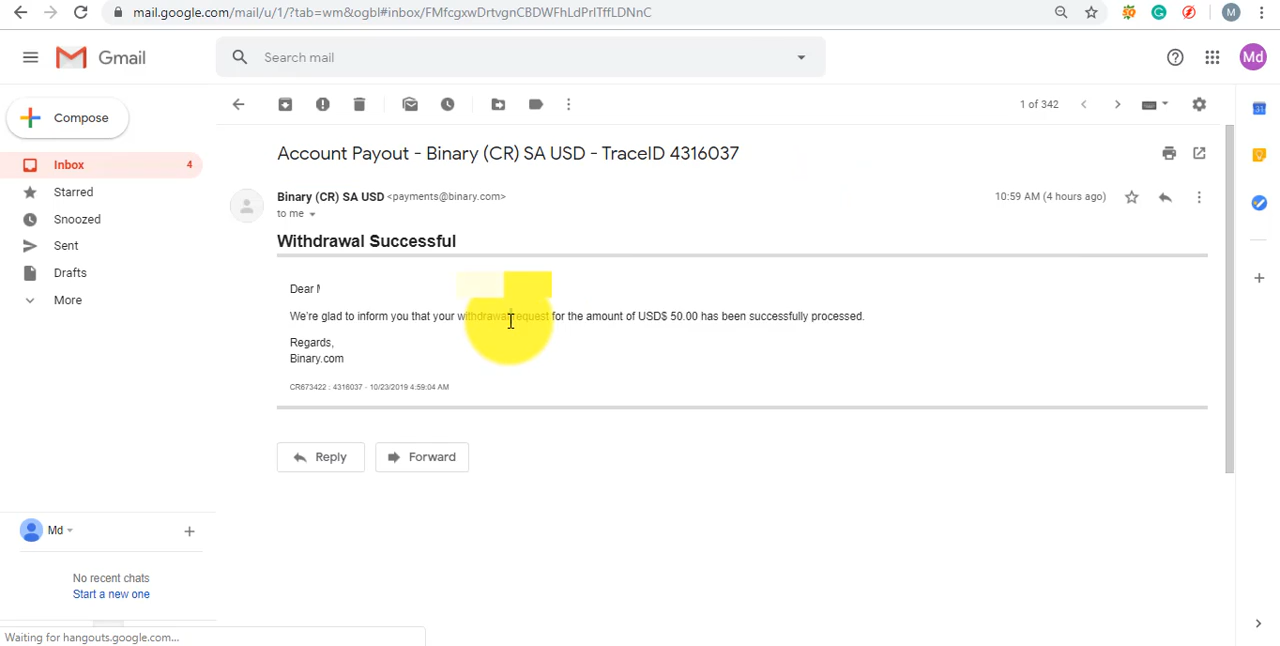 mail.google.com/mail/u/1/?tab=wm&ogbl#inbox/FMfcgxwDrtvgnCBDWFhLdPrlTffLDNnC
M
Gmail
Search mail
Md
Compose
1 of 342
Inbox 4
Starred
Snoozed
Sent
Drafts
More
Account Payout - Binary (CR) SA USD - TraceID 4316037
Binary (CR) SA USD <payments@binary.com>
10:59 AM (4 hours ago)
to me
Withdrawal Successful
Dear
We're glad to inform you that your withdrawal request for the amount of USD$ 50.00 has been successfully processed.
Regards,
Binary.com
CR673422 : 4316037 - 10/23/2019 4:59:04 AM
Reply
Forward
31
Md
No recent chats
Start a new one
Waiting for hangouts.google.com...